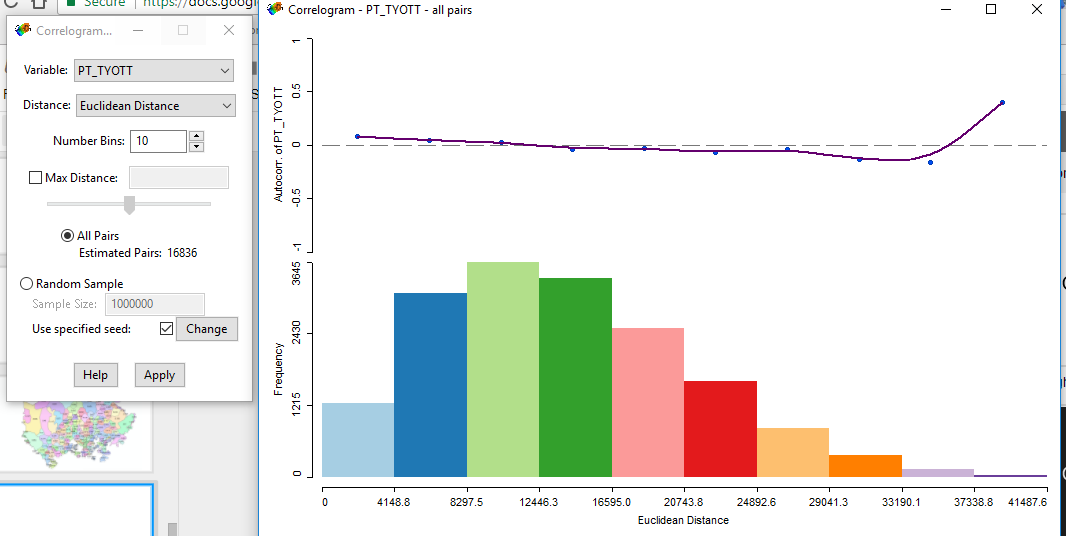 Secure
https://docs.googl
Correlogram...
Variable: PT_TYOTT
Distance: Euclidean Distance
Number Bins: 10
Max Distance:
All Pairs
Estimated Pairs: 16836
Random Sample
Sample Size: 1000000
Use specified seed: Change
Help Apply
Correlogram - PT_TYOTT - all pairs
Autocorr. of PT_TYOTT
1
0.5
0
-0.5
-1
Frequency
3645
2430
1215
0
0 4148.8 8297.5 12446.3 16595.0 20743.8 24892.6 29041.3 33190.1 37338.8 41487.6
Euclidean Distance